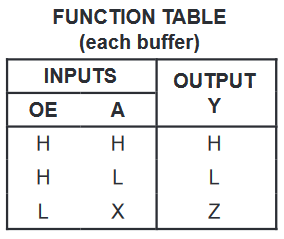 FUNCTION TABLE
(each buffer)
INPUTS OUTPUT
OE A Y
H H H
H L L
L X Z